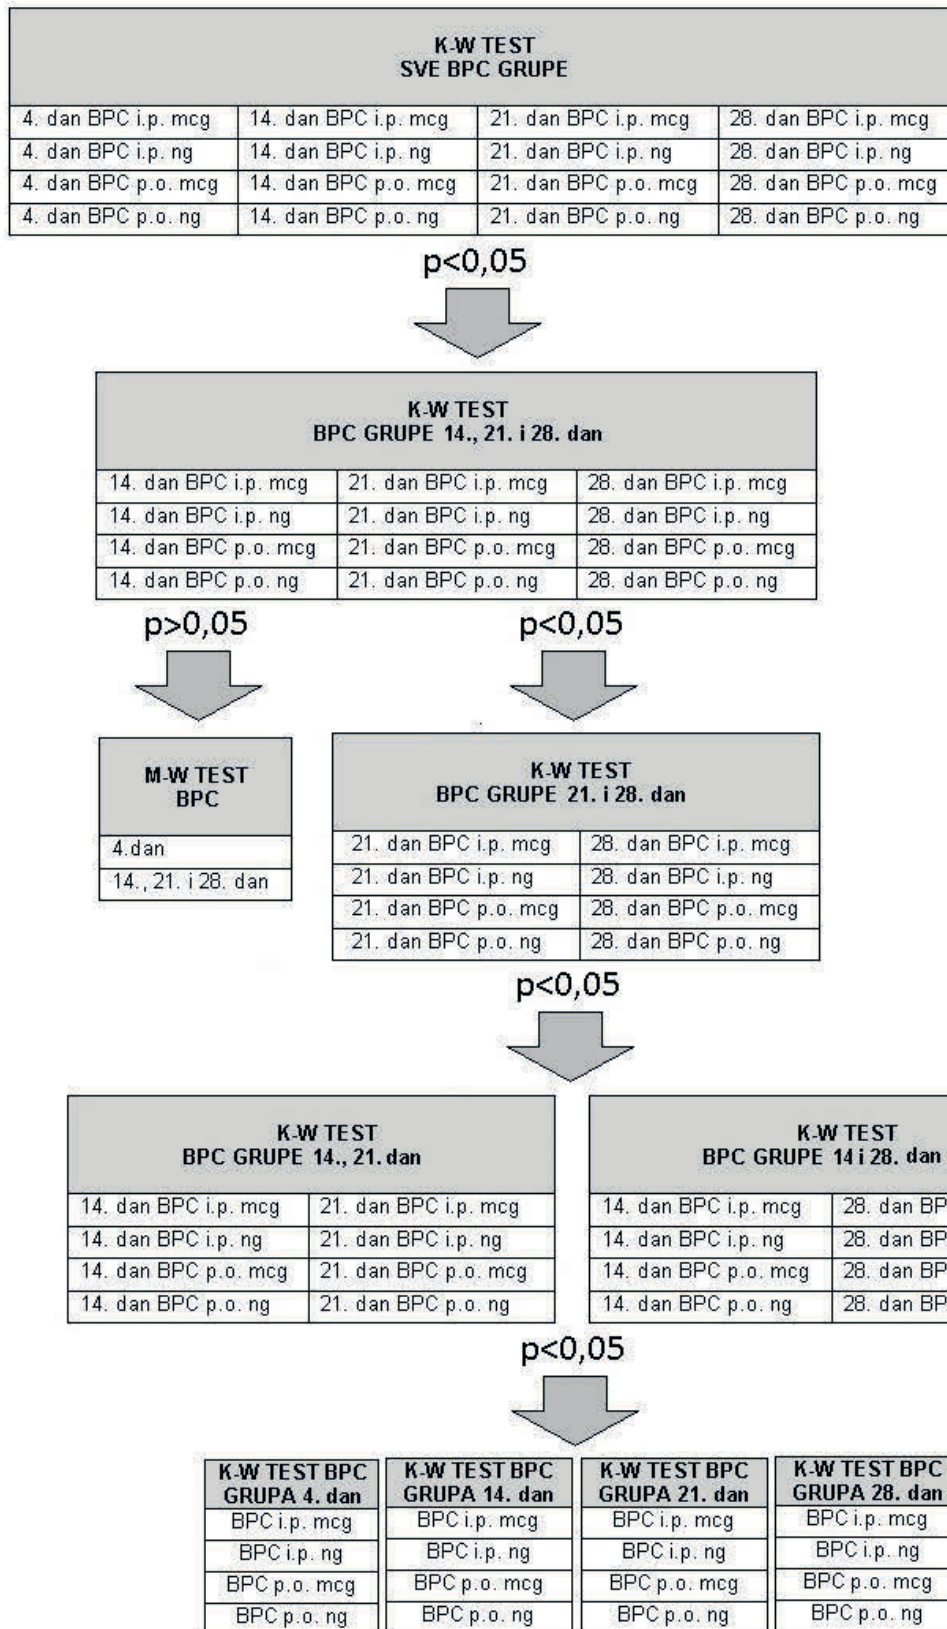 K-W TEST
SVE BPC GRUPE
4. dan BPC i.p. mcg 14. dan BPC i.p. mcg 21. dan BPC i.p. mcg 28. dan BPC i.p. mcg
4. dan BPC i.p. ng 14. dan BPC i.p. ng 21. dan BPC i.p. ng 28. dan BPC i.p. ng
4. dan BPC p.o. mcg 14. dan BPC p.o. mcg 21. dan BPC p.o. mcg 28. dan BPC p.o. mcg
4. dan BPC p.o. ng 14. dan BPC p.o. ng 21. dan BPC p.o. ng 28. dan BPC p.o. ng
p<0,05
K-W TEST
BPC GRUPE 14., 21. i 28. dan
14. dan BPC i.p. mcg 21. dan BPC i.p. mcg 28. dan BPC i.p. mcg
14. dan BPC i.p. ng 21. dan BPC i.p. ng 28. dan BPC i.p. ng
14. dan BPC p.o. mcg 21. dan BPC p.o. mcg 28. dan BPC p.o. mcg
14. dan BPC p.o. ng 21. dan BPC p.o. ng 28. dan BPC p.o. ng
p>0,05 p<0,05
M-W TEST
BPC
4.dan
14., 21. i 28. dan
K-W TEST
BPC GRUPE 21. i 28. dan
21. dan BPC i.p. mcg 28. dan BPC i.p. mcg
21. dan BPC i.p. ng 28. dan BPC i.p. ng
21. dan BPC p.o. mcg 28. dan BPC p.o. mcg
21. dan BPC p.o. ng 28. dan BPC p.o. ng
p<0,05
K-W TEST
BPC GRUPE 14., 21. dan
14. dan BPC i.p. mcg 21. dan BPC i.p. mcg
14. dan BPC i.p. ng 21. dan BPC i.p. ng
14. dan BPC p.o. mcg 21. dan BPC p.o. mcg
14. dan BPC p.o. ng 21. dan BPC p.o. ng
K-W TEST
BPC GRUPE 14 i 28. dan
14. dan BPC i.p. mcg 28. dan BP
14. dan BPC i.p. ng 28. dan BP
14. dan BPC p.o. mcg 28. dan BP
14. dan BPC p.o. ng 28. dan BP
p<0,05
K-W TEST BPC
GRUPA 4. dan
BPC i.p. mcg
BPC i.p. ng
BPC p.o. mcg
BPC p.o. ng
K-W TEST BPC
GRUPA 14. dan
BPC i.p. mcg
BPC i.p. ng
BPC p.o. mcg
BPC p.o. ng
K-W TEST BPC
GRUPA 21. dan
BPC i.p. mcg
BPC i.p. ng
BPC p.o. mcg
BPC p.o. ng
K-W TEST BPC
GRUPA 28. dan
BPC i.p. mcg
BPC i.p. ng
BPC p.o. mcg
BPC p.o. ng